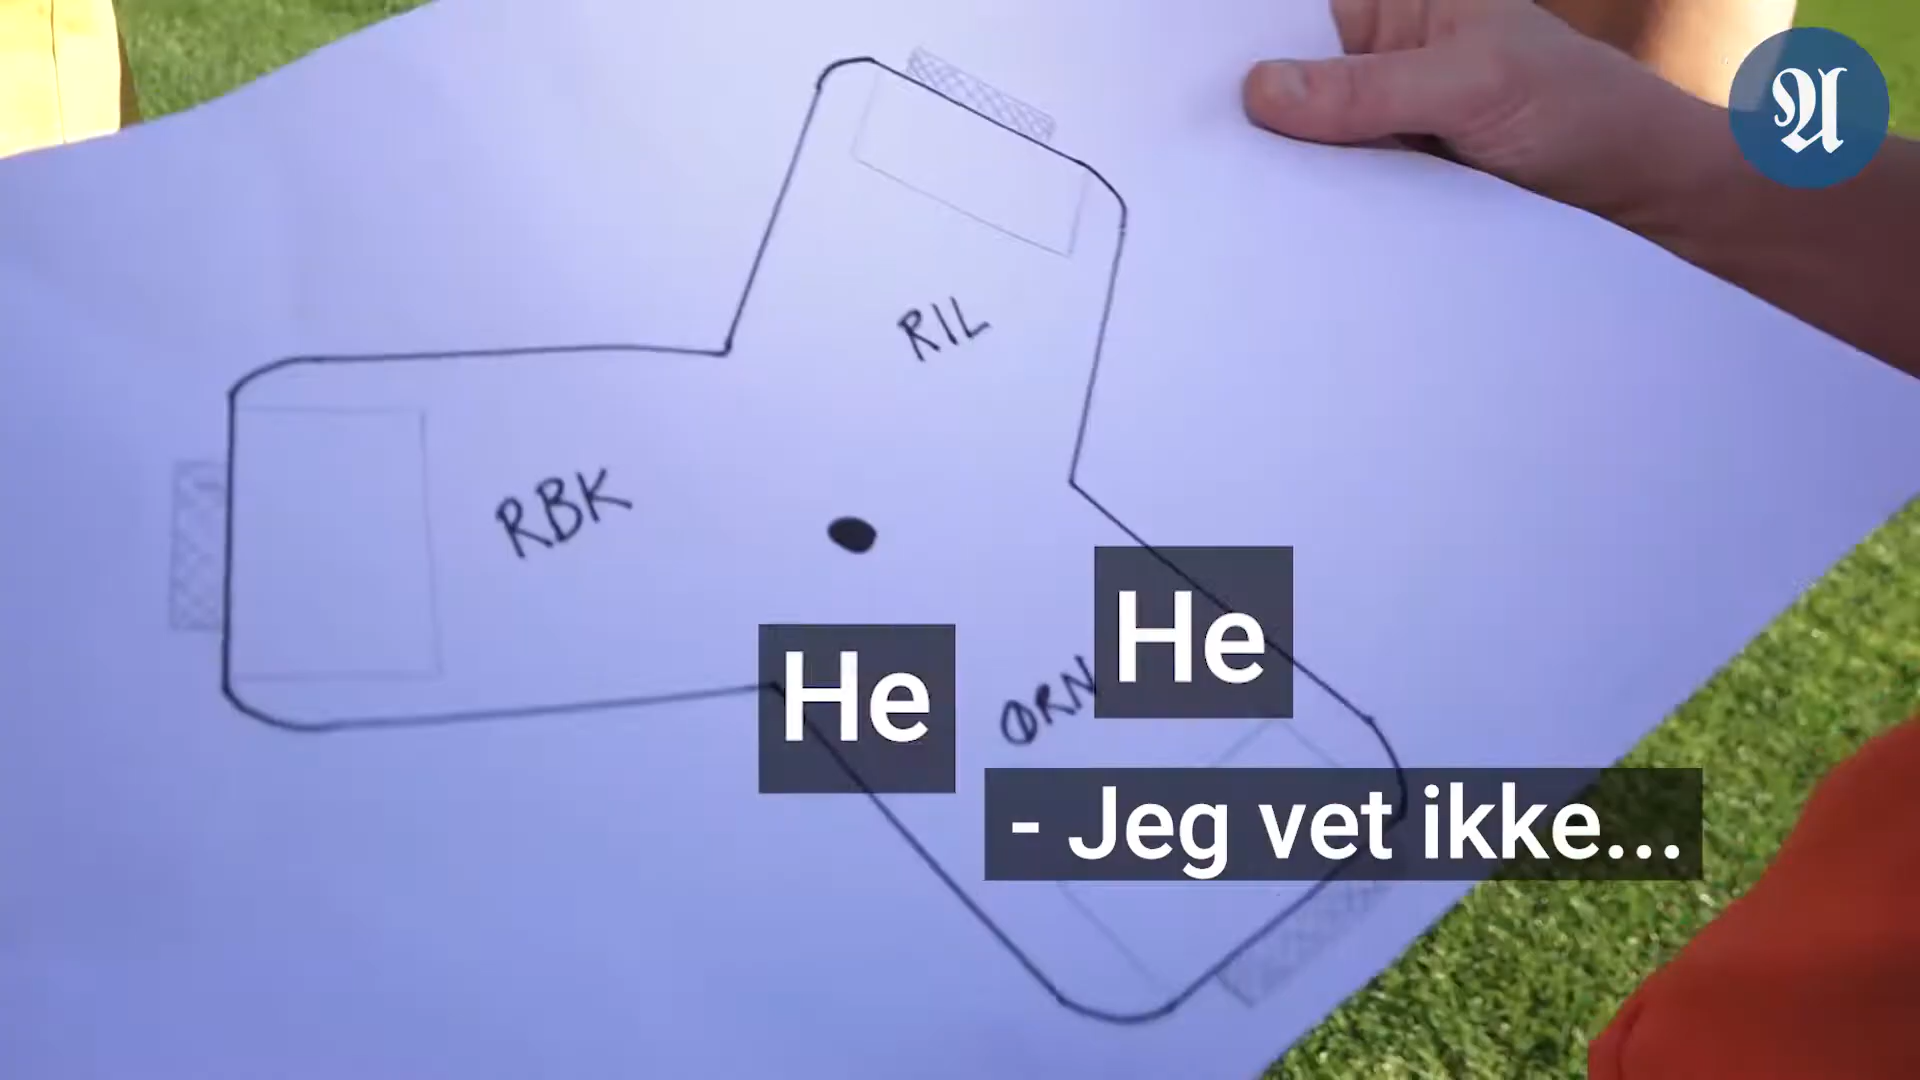 RIL
RBK
ØRN
He
He
- Jeg vet ikke...
A